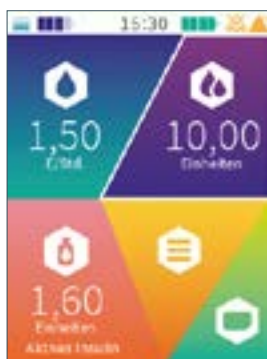 15:30
1,50
E/Std.
10,00
Einheiten
1,60
Einheiten
Aktives Insulin